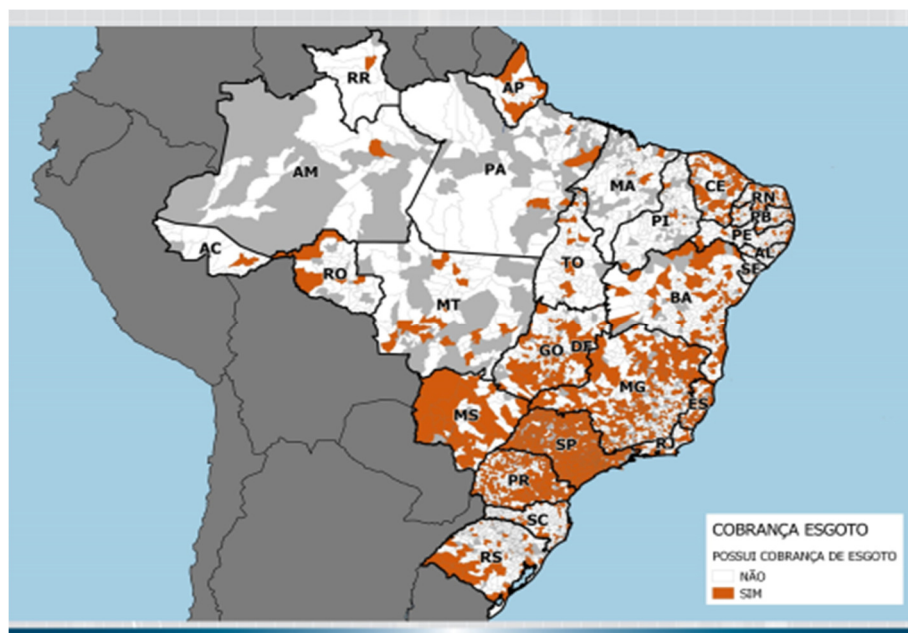 RR
AP
AM
PA
MA
CE
RN
PB
PI
PE
AL
SE
AC
RO
TO
BA
MT
GO
DF
MG
ES
MS
SP
RJ
PR
SC
RS
COBRANÇA ESGOTO
POSSUI COBRANÇA DE ESGOTO
NÃO
SIM